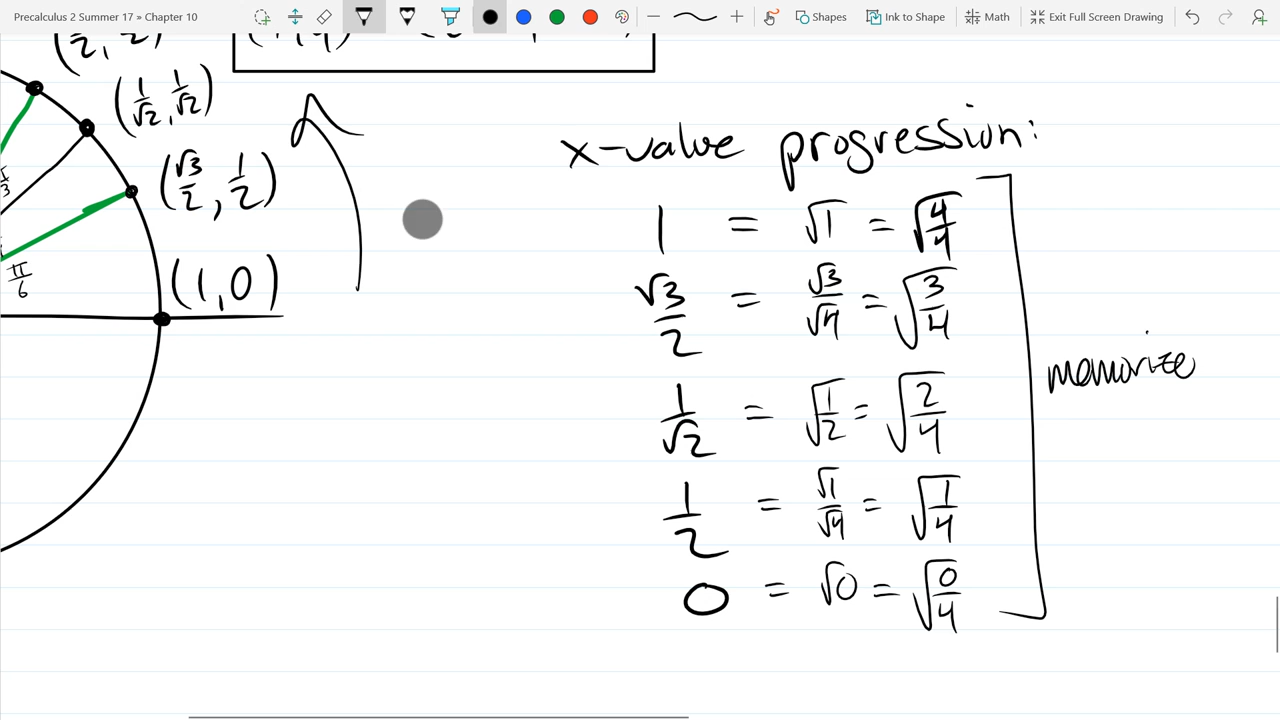 Precalculus 2 Summer 17 » Chapter 10
Shapes
Ink to Shape
Math
Exit Full Screen Drawing
(1/√2, 1/√2)
(√3/2, 1/2)
(1,0)
π/6
x-value progression:
1 = √1 = √(4/4)
√3/2 = √3/√4 = √(3/4)
1/√2 = √(1/2) = √(2/4)
1/2 = √1/√4 = √(1/4)
0 = √0 = √(0/4)
memorize